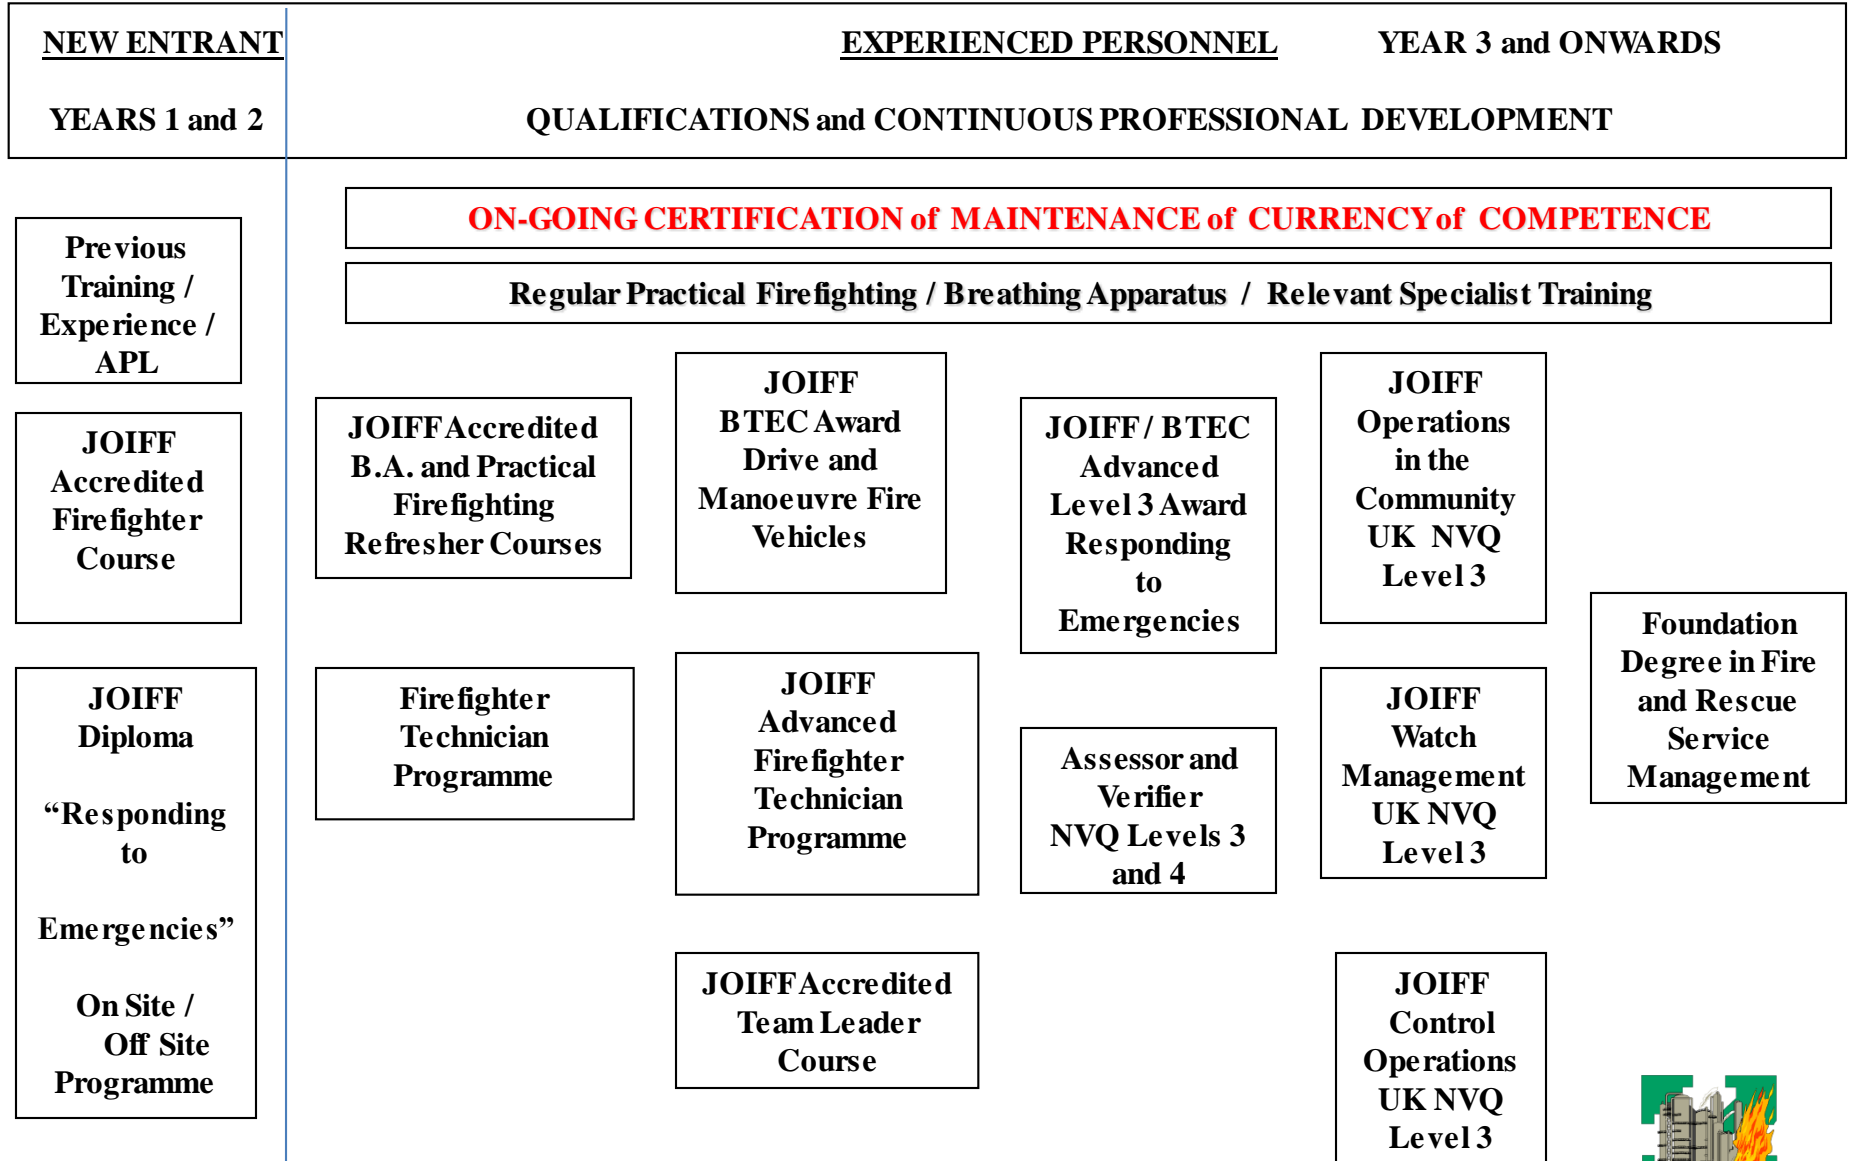 NEW ENTRANT
YEARS 1 and 2
EXPERIENCED PERSONNEL YEAR 3 and ONWARDS
QUALIFICATIONS and CONTINUOUS PROFESSIONAL DEVELOPMENT
ON-GOING CERTIFICATION of MAINTENANCE of CURRENCY of COMPETENCE
Regular Practical Firefighting / Breathing Apparatus / Relevant Specialist Training
Previous
Training /
Experience /
APL
JOIFF
Accredited
Firefighter
Course
JOIFF
Diploma
“Responding
to
Emergencies”
On Site /
Off Site
Programme
JOIFF Accredited
B.A. and Practical
Firefighting
Refresher Courses
Firefighter
Technician
Programme
JOIFF
BTEC Award
Drive and
Manoeuvre Fire
Vehicles
JOIFF
Advanced
Firefighter
Technician
Programme
JOIFF Accredited
Team Leader
Course
JOIFF / BTEC
Advanced
Level 3 Award
Responding
to
Emergencies
Assessor and
Verifier
NVQ Levels 3
and 4
JOIFF
Operations
in the
Community
UK NVQ
Level 3
JOIFF
Watch
Management
UK NVQ
Level 3
JOIFF
Control
Operations
UK NVQ
Level 3
Foundation
Degree in Fire
and Rescue
Service
Management